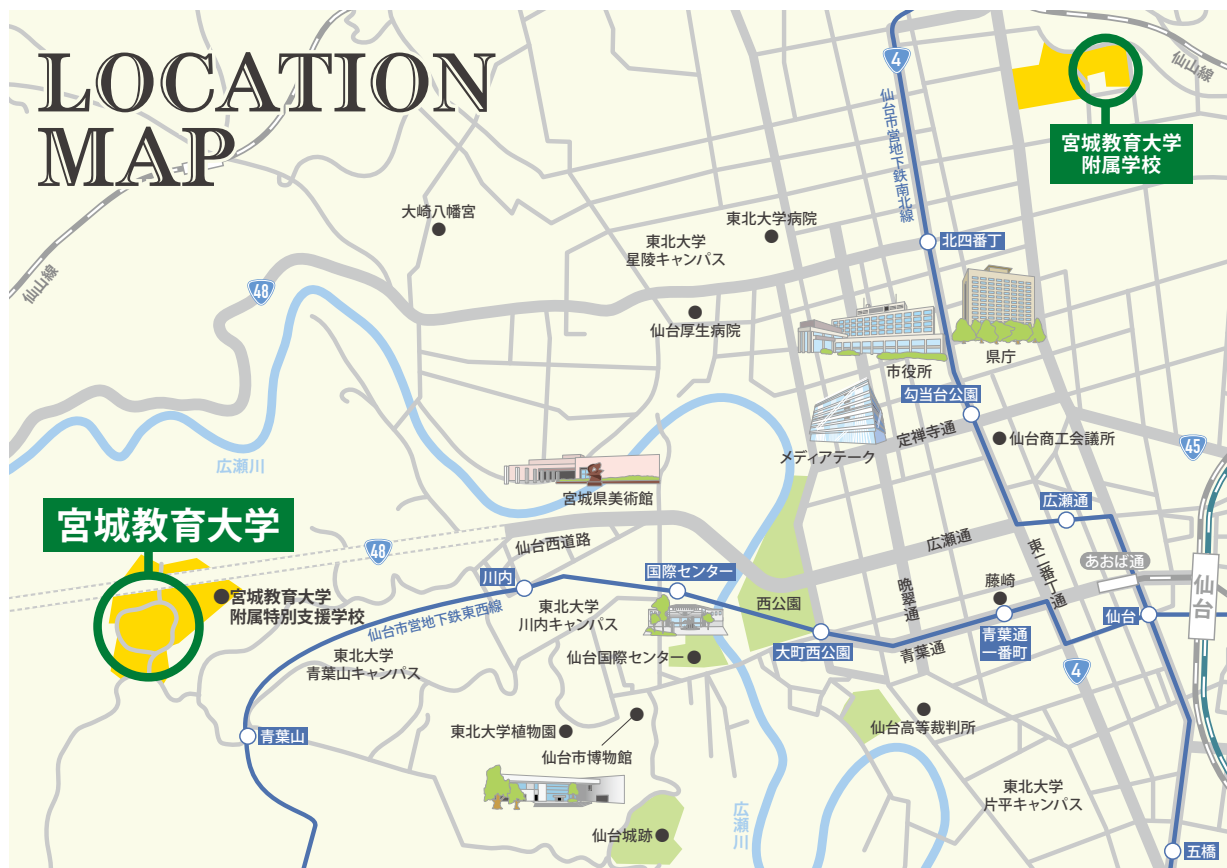 LOCATION
MAP
4
仙山線
仙台市営地下鉄南北線
宮城教育大学
附属学校
大崎八幡宮
東北大学病院
東北大学
星陵キャンパス
北四番丁
仙山線
48
仙台厚生病院
市役所
県庁
勾当台公園
定禅寺通
仙台商工会議所
45
メディアテーク
広瀬川
宮城県美術館
宮城教育大学
広瀬通
48
仙台西道路
広瀬通
東二番丁通
あおば通
川内
国際センター
仙台
宮城教育大学
附属特別支援学校
仙台市営地下鉄東西線
東北大学
川内キャンパス
西公園
晩翠通
藤崎
仙台
大町西公園
青葉通
青葉通
一番町
東北大学
青葉山キャンパス
仙台国際センター
4
青葉山
東北大学植物園
仙台市博物館
仙台高等裁判所
東北大学
片平キャンパス
広瀬川
仙台城跡
五橋